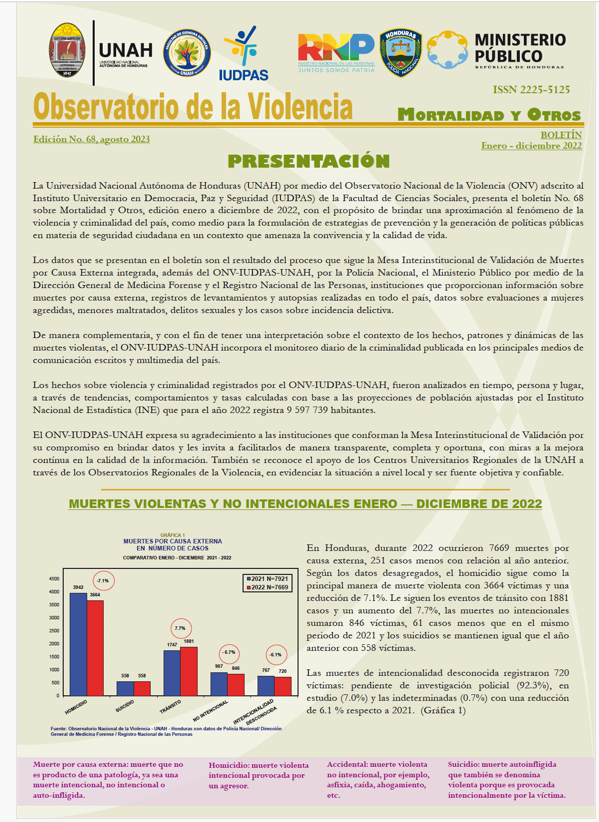 UNAH
UNIVERSIDAD NACIONAL
AUTÓNOMA DE HONDURAS
IUDPAS
RNP
REGISTRO NACIONAL DE LAS PERSONAS
JUNTOS SOMOS PATRIA
HONDURAS
MINISTERIO
PÚBLICO
REPÚBLICA DE HONDURAS
ISSN 2225-5125
Observatorio de la Violencia
MORTALIDAD Y OTROS
Edición No. 68, agosto 2023
BOLETÍN
Enero - diciembre 2022
PRESENTACIÓN
La Universidad Nacional Autónoma de Honduras (UNAH) por medio del Observatorio Nacional de la Violencia (ONV) adscrito al
Instituto Universitario en Democracia, Paz y Seguridad (IUDPAS) de la Facultad de Ciencias Sociales, presenta el boletín No. 68
sobre Mortalidad y Otros, edición enero a diciembre de 2022, con el propósito de brindar una aproximación al fenómeno de la
violencia y criminalidad del país, como medio para la formulación de estrategias de prevención y la generación de políticas públicas
en materia de seguridad ciudadana en un contexto que amenaza la convivencia y la calidad de vida.
Los datos que se presentan en el boletín son el resultado del proceso que sigue la Mesa Interinstitucional de Validación de Muertes
por Causa Externa integrada, además del ONV-IUDPAS-UNAH, por la Policía Nacional, el Ministerio Público por medio de la
Dirección General de Medicina Forense y el Registro Nacional de las Personas, instituciones que proporcionan información sobre
muertes por causa externa, registros de levantamientos y autopsias realizadas en todo el país, datos sobre evaluaciones a mujeres
agredidas, menores maltratados, delitos sexuales y los casos sobre incidencia delictiva.
De manera complementaria, y con el fin de tener una interpretación sobre el contexto de los hechos, patrones y dinámicas de las
muertes violentas, el ONV-IUDPAS-UNAH incorpora el monitoreo diario de la criminalidad publicada en los principales medios de
comunicación escritos y multimedia del país.
Los hechos sobre violencia y criminalidad registrados por el ONV-IUDPAS-UNAH, fueron analizados en tiempo, persona y lugar,
a través de tendencias, comportamientos y tasas calculadas con base a las proyecciones de población ajustadas por el Instituto
Nacional de Estadística (INE) que para el año 2022 registra 9 597 739 habitantes.
El ONV-IUDPAS-UNAH expresa su agradecimiento a las instituciones que conforman la Mesa Interinstitucional de Validación por
su compromiso en brindar datos y les invita a facilitarlos de manera transparente, completa y oportuna, con miras a la mejora
contínua en la calidad de la información. También se reconoce el apoyo de los Centros Universitarios Regionales de la UNAH a
través de los Observatorios Regionales de la Violencia, en evidenciar la situación a nivel local y ser fuente objetiva y confiable.
MUERTES VIOLENTAS Y NO INTENCIONALES ENERO — DICIEMBRE DE 2022
GRÁFICA 1
MUERTES POR CAUSA EXTERNA
EN NÚMERO DE CASOS
COMPARATIVO ENERO - DICIEMBRE 2021 - 2022
2021 N=7921
2022 N=7669
4500
4000
3500
3000
2500
2000
1500
1000
500
0
3942
3664
-7.1%
558
558
1747
1881
7.7%
907
846
-6.7%
767
720
-6.1%
HOMICIDIO
SUICIDIO
TRÁNSITO
NO INTENCIONAL
INTENCIONALIDAD
DESCONOCIDA
Fuente: Observatorio Nacional de la Violencia - UNAH - Honduras con datos de Policía Nacional/ Dirección
General de Medicina Forense / Registro Nacional de las Personas
En Honduras, durante 2022 ocurrieron 7669 muertes por
causa externa, 251 casos menos con relación al año anterior.
Según los datos desagregados, el homicidio sigue como la
principal manera de muerte violenta con 3664 víctimas y una
reducción de 7.1%. Le siguen los eventos de tránsito con 1881
casos y un aumento del 7.7%, las muertes no intencionales
sumaron 846 víctimas, 61 casos menos que en el mismo
período de 2021 y los suicidios se mantienen igual que el año
anterior con 558 víctimas.
Las muertes de intencionalidad desconocida registraron 720
víctimas: pendiente de investigación policial (92.3%), en
estudio (7.0%) y las indeterminadas (0.7%) con una reducción
de 6.1 % respecto a 2021. (Gráfica 1)
Muerte por causa externa: muerte que no
es producto de una patología, ya sea una
muerte intencional, no intencional o
auto-infligida.
Homicidio: muerte violenta
intencional provocada por
un agresor.
Accidental: muerte violenta
no intencional, por ejemplo,
asfixia, caída, ahogamiento,
etc.
Suicidio: muerte autoinfligida
que también se denomina
violenta porque es provocada
intencionalmente por la víctima.